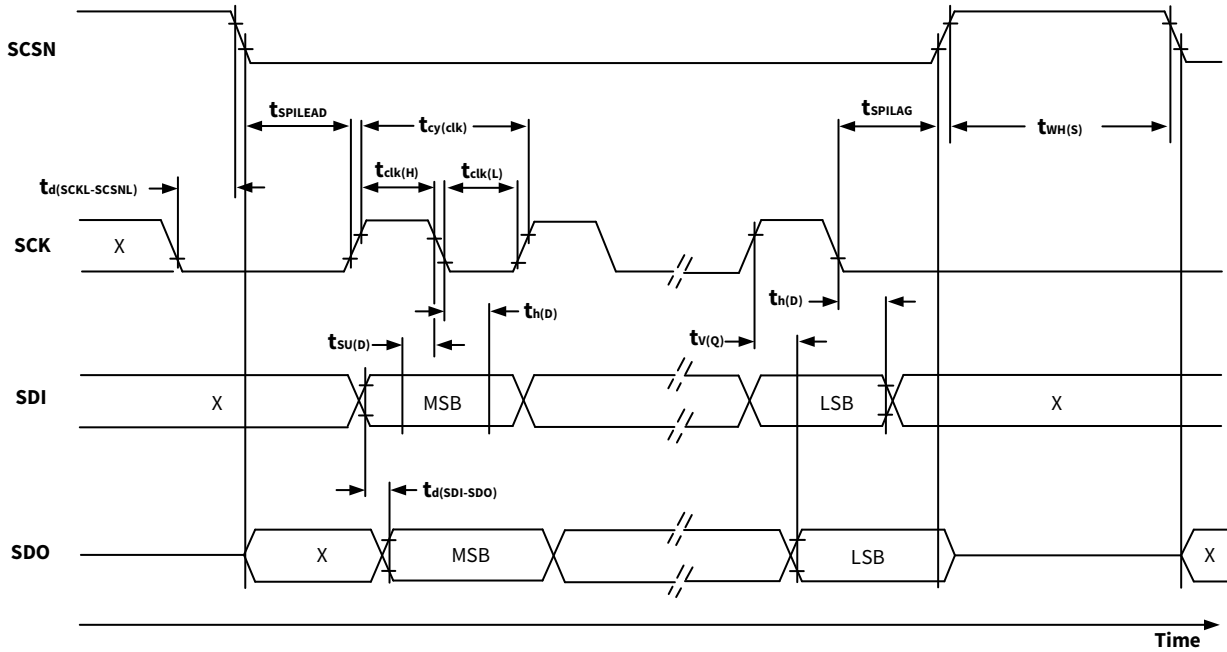 SCSN
tSPILEAD
tcy(clk)
tSPILAG
tWH(S)
td(SCKL-SCSNL)
tclk(H)
tclk(L)
SCK
X
th(D)
th(D)
tSU(D)
tV(Q)
SDI
X
MSB
LSB
X
td(SDI-SDO)
SDO
X
MSB
LSB
X
Time